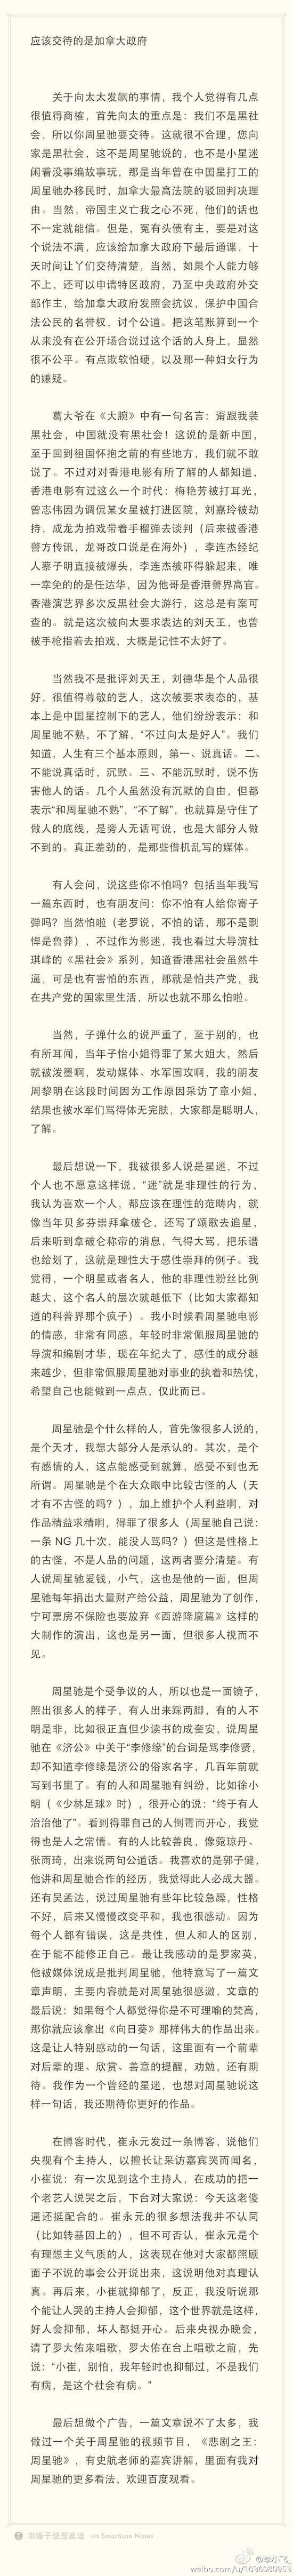 应该交待的是加拿大政府
关于向太太发飙的事情，我个人觉得有几点
很值得商榷，首先向太的重点是：我们不是黑社
会，所以你周星驰要交待。这就很不合理，您向
家是黑社会，这不是周星驰说的，也不是小星迷
闲着没事编故事玩，那是当年曾在中国星打工的
周星驰办移民时，加拿大最高法院的驳回判决理
由。当然，帝国主义亡我之心不死，他们的话也
不一定就能信。但是，冤有头债有主，要是对这
个说法不满，应该给加拿大政府下最后通谍，十
天时间让丫们交待清楚，当然，如果个人能力够
不上，还可以申请特区政府，乃至中央政府外交
部作主，给加拿大政府发照会抗议，保护中国合
法公民的名誉权，讨个公道。把这笔账算到一个
从来没有在公开场合说过这个话的人身上，显然
很不公平。有点欺软怕硬，以及那一种妇女行为
的嫌疑。
葛大爷在《大腕》中有一句名言：甭跟我装
黑社会，中国就没有黑社会！这说的是新中国，
至于回到祖国怀抱之前的有些地方，我们就不敢
说了。不过对对香港电影有所了解的人都知道，
香港电影有过这么一个时代：梅艳芳被打耳光，
曾志伟因为调侃某女星被打进医院，刘嘉玲被劫
持，成龙为拍戏带着手榴弹去谈判（后来被香港
警方传讯，龙哥改口说是在海外），李连杰经纪
人蔡子明直接被爆头，李连杰被吓得躲起来，唯
一幸免的的是任达华，因为他哥是香港警界高官。
香港演艺界多次反黑社会大游行，这总是有案可
查的。就是这次被向太要求表达的刘天王，也曾
被手枪指着去拍戏，大概是记性不太好了。
当然我不是批评刘天王，刘德华是个人品很
好，很值得尊敬的艺人，这次被要求表态的，基
本上是中国星控制下的艺人，他们纷纷表示：和
周星驰不熟，不了解，“不过向太是好人”。我们
知道，人生有三个基本原则，第一、说真话。二、
不能说真话时，沉默。三、不能沉默时，说不伤
害他人的话。几个人虽然没有沉默的自由，但都
表示“和周星驰不熟”，“不了解”，也就算是守住了
做人的底线，是旁人无话可说，也是大部分人做
不到的。真正差劲的，是那些借机乱写的媒体。
有人会问，说这些你不怕吗？包括当年我写
一篇东西时，也有朋友问：你不怕有人给你寄子
弹吗？当然怕啦（老罗说，不怕的话，那不是剽
悍是鲁莽），不过作为影迷，我也看过大导演杜
琪峰的《黑社会》系列，知道香港黑社会虽然牛
逼，可是也有害怕的东西，那就是怕共产党，我
在共产党的国家里生活，所以也就不那么怕啦。
当然，子弹什么的说严重了，至于别的，也
有所耳闻，当年子怡小姐得罪了某大姐大，然后
就被泼墨啊，发动媒体、水军围攻啊，我的朋友
周黎明在这段时间因为工作原因采访了章小姐，
结果也被水军们骂得体无完肤，大家都是聪明人，
了解。
最后想说一下，我被很多人说是星迷，不过
个人也不愿意这样说，“迷”就是非理性的行为，
我认为喜欢一个人，都应该在理性的范畴内，就
像当年贝多芬崇拜拿破仑，还写了颂歌去追星，
后来听到拿破仑称帝的消息，气得大骂，把乐谱
也给划了，这就是理性大于感性崇拜的例子。我
觉得，一个明星或者名人，他的非理性粉丝比例
越大，这个名人的层次就越低下（比如大家都知
道的科普界那个疯子）。我小时候看周星驰电影
的情感，非常有同感，年轻时非常佩服周星驰的
导演和编剧才华，现在年纪大了，感性的成分越
来越少，但非常佩服周星驰对事业的执着和热忱，
希望自己也能做到一点点，仅此而已。
周星驰是个什么样的人，首先像很多人说的，
是个天才，我想大部分人是承认的。其次，是个
有感情的人，这点能感受到就算，感受不到也无
所谓。周星驰是个在大众眼中比较古怪的人（天
才有不古怪的吗？），加上维护个人利益啊，对
作品精益求精啊，得罪了很多人（周星驰自己说：
一条 NG 几十次，能没人骂吗？）但这是性格上
的古怪，不是人品的问题，这两者要分清楚。有
人说周星驰爱钱，小气，这也是他的一面，但周
星驰每年捐出大量财产给公益，周星驰为了创作，
宁可票房不保险也要放弃《西游降魔篇》这样的
大制作的演出，这也是另一面，但很多人视而不
见。
周星驰是个受争议的人，所以也是一面镜子，
照出很多人的样子，有人出来踩两脚，有的人不
明是非，比如很正直但少读书的成奎安，说周星
驰在《济公》中关于“李修缘”的台词是骂李修贤，
却不知道李修缘是济公的俗家名字，几百年前就
写到书里了。有的人和周星驰有纠纷，比如徐小
明（《少林足球》时），很开心的说：“终于有人
治治他了”。看到得罪自己的人倒霉而开心，我觉
得也是人之常情。有的人比较善良，像莞琼丹、
张雨琦，出来说两句公道话。我喜欢的是郭子健，
他讲和周星驰合作的经历，我觉得此人必成大器。
还有吴孟达，说过周星驰有些年比较急躁，性格
不好，后来又慢慢改变平和，我也很感动。因为
每个人都有错误，这是共性，但人和人的区别，
在于能不能修正自己。最让我感动的是罗家英，
他被媒体说成是批判周星驰，他特意写了一篇文
章声明，主要内容就是对周星驰很感激，文章的
最后说：如果每个人都觉得你是不可理喻的梵高，
那你就应该拿出《向日葵》那样伟大的作品出来。
这是让人特别感动的一句话，这里面有一个前辈
对后辈的理、欣赏、善意的提醒，劝勉，还有期
待。我作为一个曾经的星迷，也想对周星驰说这
样一句话，我还期待你更好的作品。
在博客时代，崔永元发过一条博客，说他们
央视有个主持人，以擅长让采访嘉宾哭而闻名，
小崔说：有一次见到这个主持人，在成功的把一
个老艺人说哭之后，下台对大家说：今天这老傻
逼还挺配合的。崔永元的很多想法我并不认同
（比如转基因上的），但不可否认，崔永元是个
有理想主义气质的人，这表现在他对大家都照顾
面子不说的事会公开说出来，这说明他对真理认
真。再后来，小崔就抑郁了，反正，我没听说那
个能让人哭的主持人会抑郁，这个世界就是这样，
好人会抑郁，坏人都挺开心。后来央视办晚会，
请了罗大佑来唱歌，罗大佑在台上唱歌之前，先
说：“小崔，别怕，我年轻时也抑郁过，不是我们
有病，是这个社会有病。”
最后想做个广告，一篇文章说不了太多，我
做过一个关于周星驰的视频节目，《悲剧之王：
周星驰》，有史航老师的嘉宾讲解，里面有我对
周星驰的更多看法，欢迎百度观看。
由锤子便签发送 via Smartisan Notes
@李小飞
weibo.com/u/1036080953